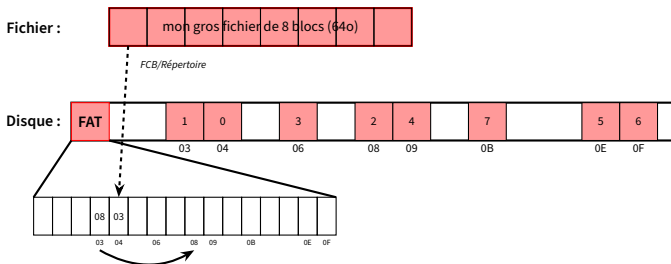 Fichier :
mon gros fichier de 8 blocs (64o)
FCB/Répertoire
Disque :
FAT 1 0 3 2 4 7 5 6
03 04 06 08 09 0B 0E 0F
08 03
03 04 06 08 09 0B 0E 0F